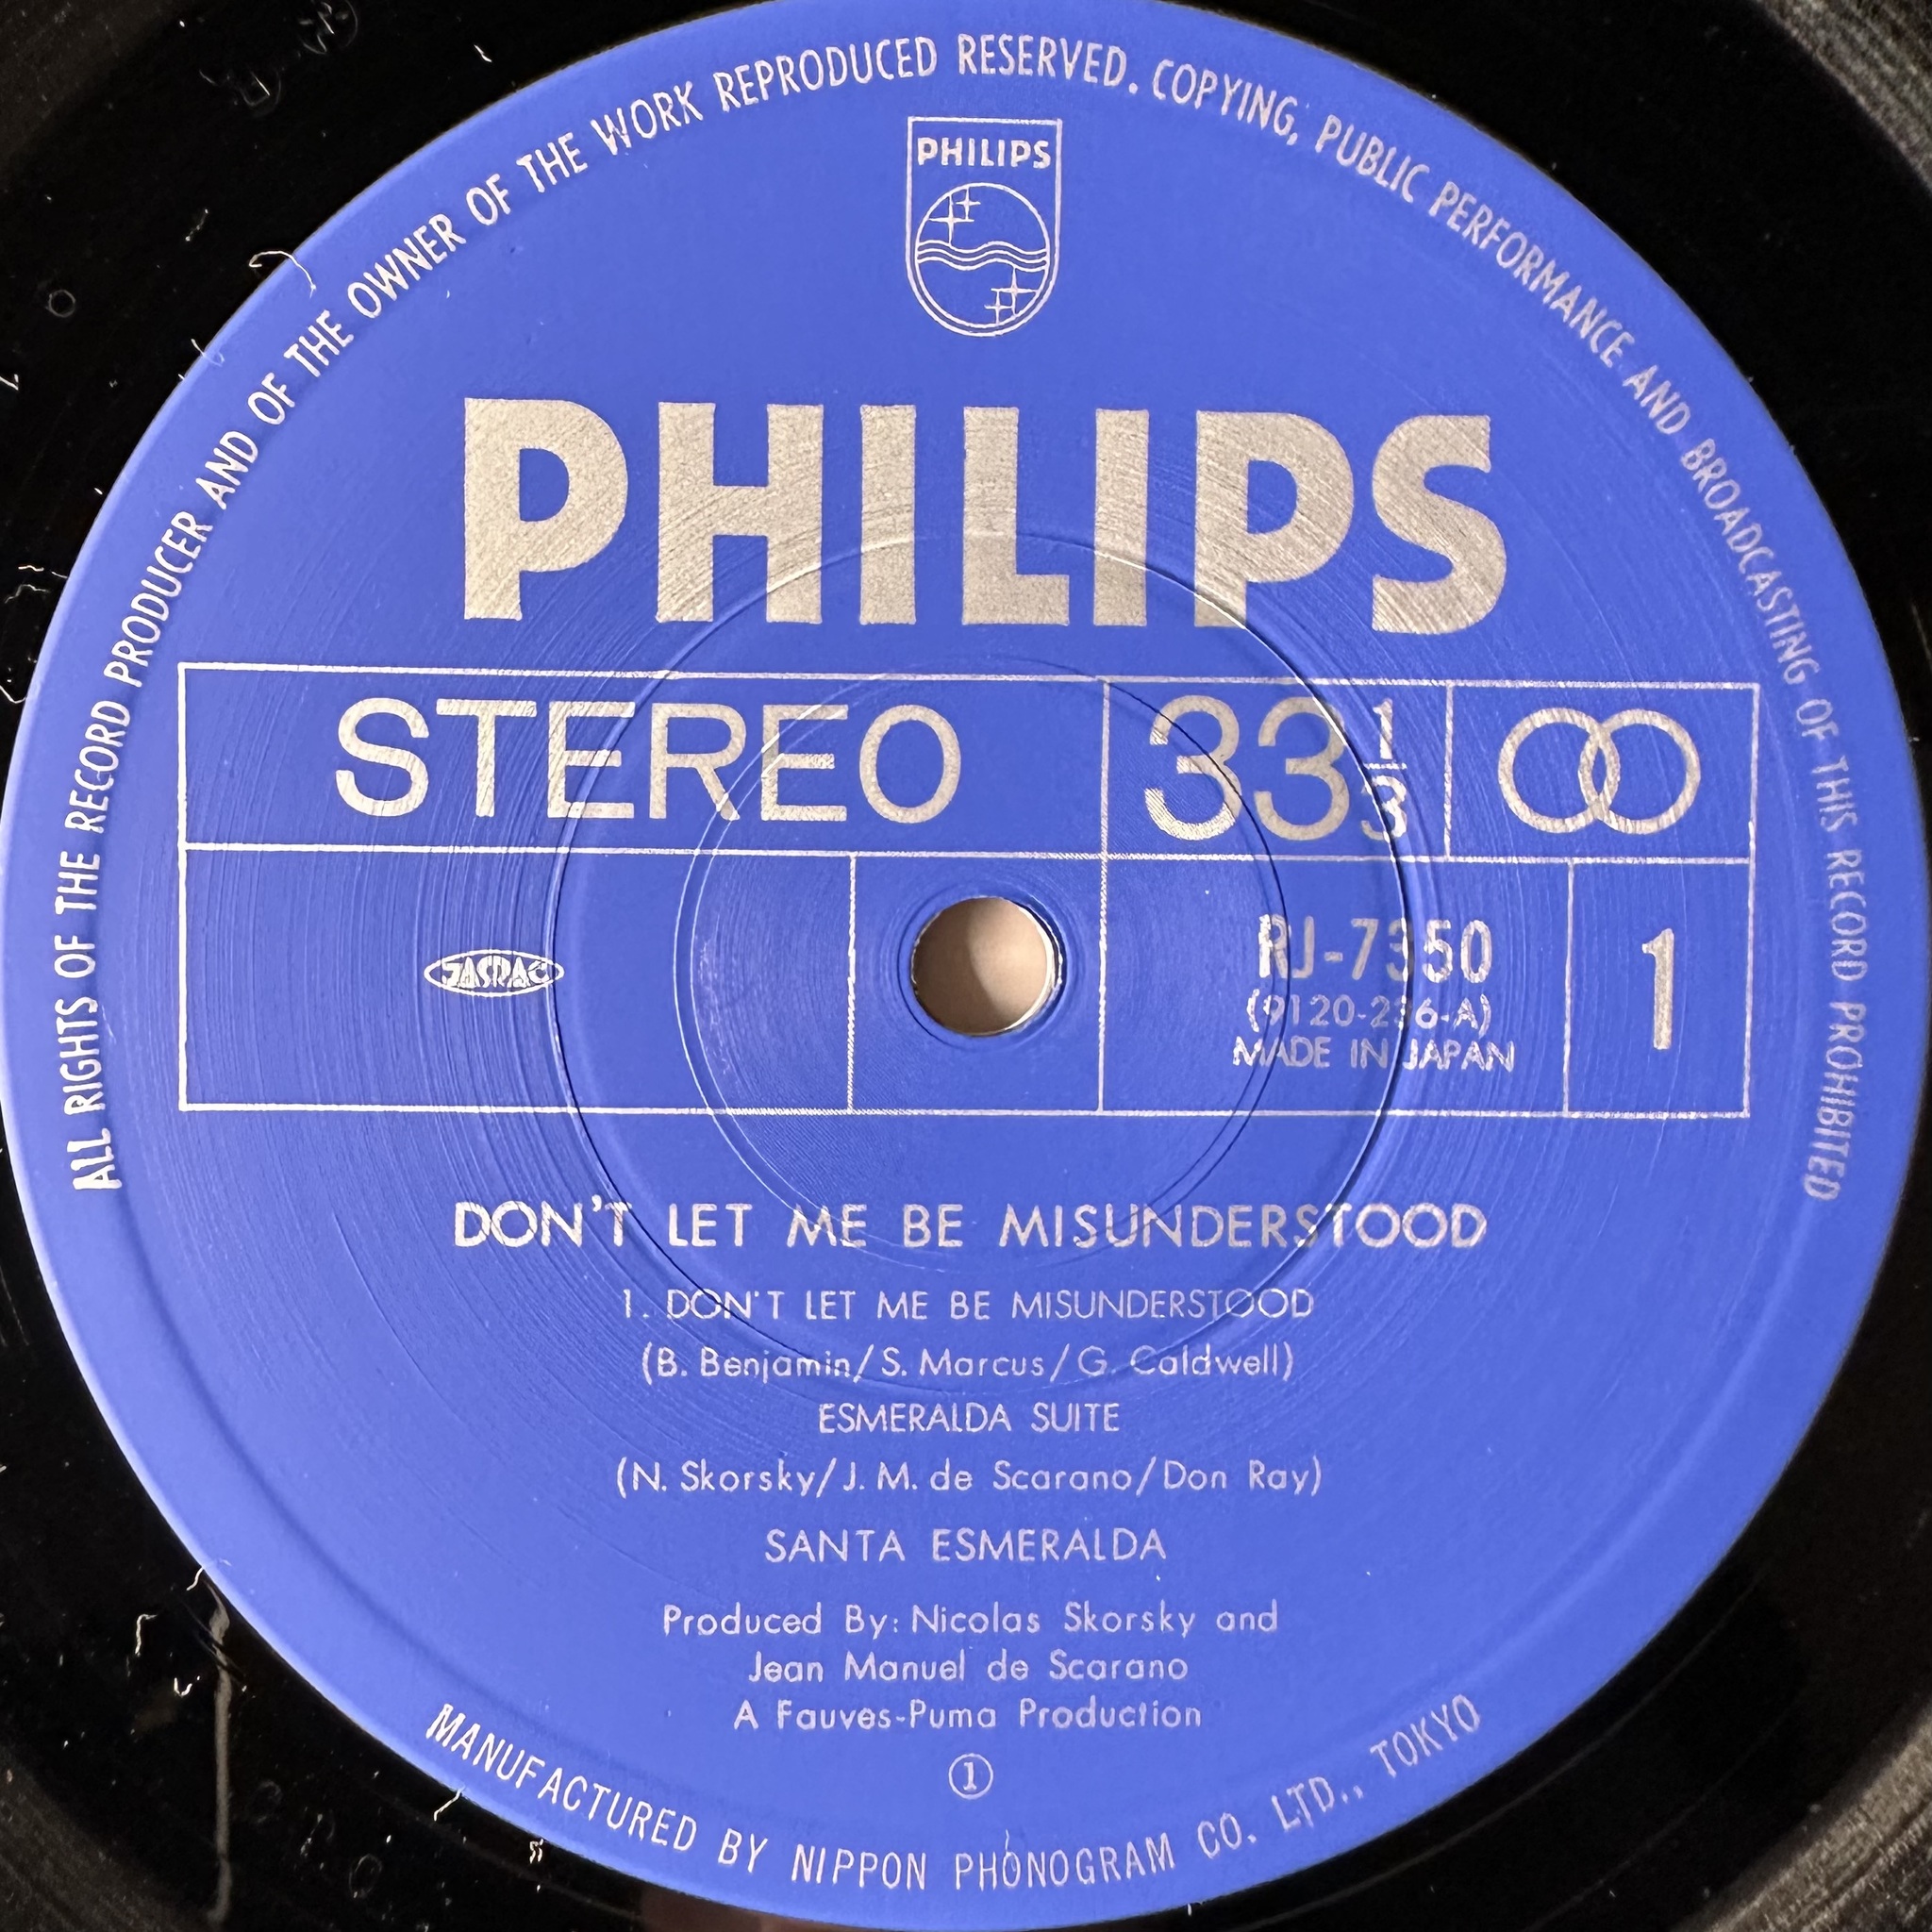 ALL RIGHTS OF THE RECORD PRODUCER AND OF THE OWNER OF THE WORK REPRODUCED RESERVED. COPYING, PUBLIC PERFORMANCE AND BROADCASTING OF THIS RECORD PROHIBITED
PHILIPS
PHILIPS
STEREO 33 1/3
JASRAC
RJ-7350
(9120-236-A)
MADE IN JAPAN
1
DON'T LET ME BE MISUNDERSTOOD
1. DON'T LET ME BE MISUNDERSTOOD
(B. Benjamin/S. Marcus/G. Caldwell)
ESMERALDA SUITE
(N. Skorsky/J. M. de Scarano/Don Ray)
SANTA ESMERALDA
Produced By: Nicolas Skorsky and
Jean Manuel de Scarano
A Fauves-Puma Production
①
MANUFACTURED BY NIPPON PHONOGRAM CO. LTD., TOKYO